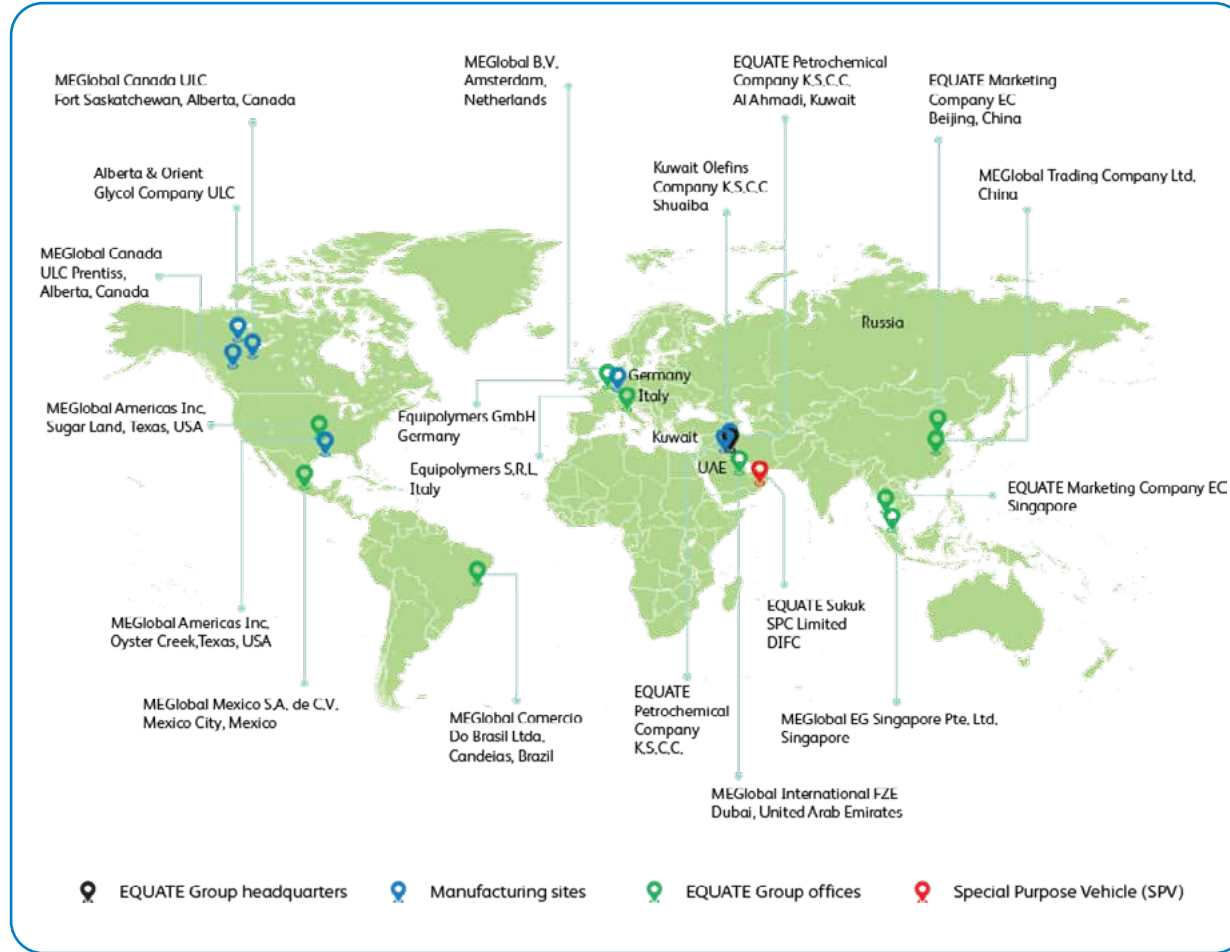 MEGlobal Canada ULC
Fort Saskatchewan, Alberta, Canada
MEGlobal B.V.
Amsterdam,
Netherlands
EQUATE Petrochemical
Company K.S.C.C.
Al Ahmadi, Kuwait
EQUATE Marketing
Company EC
Beijing, China
Alberta & Orient
Glycol Company ULC
Kuwait Olefins
Company K.S.C.C
Shuaiba
MEGlobal Trading Company Ltd.
China
MEGlobal Canada
ULC Prentiss,
Alberta, Canada
Russia
Germany
Italy
MEGlobal Americas Inc.
Sugar Land, Texas, USA
Equipolymers GmbH
Germany
Kuwait
UAE
Equipolymers S.R.L.
Italy
EQUATE Marketing Company EC
Singapore
MEGlobal Americas Inc.
Oyster Creek,Texas, USA
EQUATE Sukuk
SPC Limited
DIFC
MEGlobal Mexico S.A. de C.V.
Mexico City, Mexico
MEGlobal Comercio
Do Brasil Ltda.
Candeias, Brazil
EQUATE
Petrochemical
Company
K.S.C.C.
MEGlobal EG Singapore Pte. Ltd.
Singapore
MEGlobal International FZE
Dubai, United Arab Emirates
EQUATE Group headquarters
Manufacturing sites
EQUATE Group offices
Special Purpose Vehicle (SPV)